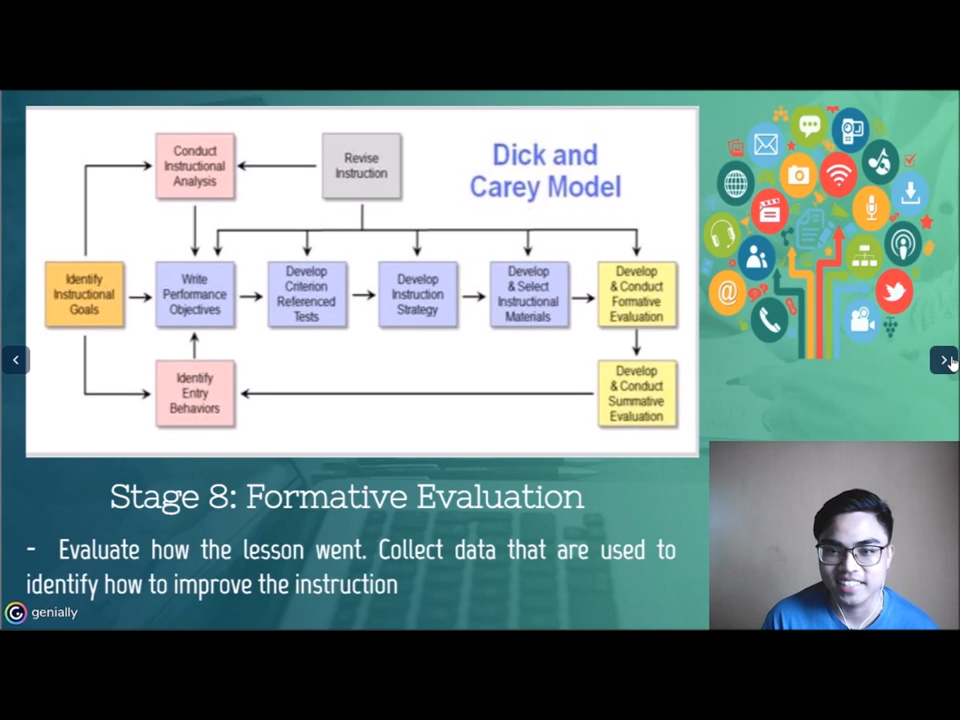 Conduct
Instructional
Analysis
Revise
Instruction
Dick and
Carey Model
Identify
Instructional
Goals
Write
Performance
Objectives
Develop
Criterion
Referenced
Tests
Develop
Instruction
Strategy
Develop
& Select
Instructional
Materials
Develop
& Conduct
Formative
Evaluation
Identify
Entry
Behaviors
Develop
& Conduct
Summative
Evaluation
@
Stage 8: Formative Evaluation
- Evaluate how the lesson went. Collect data that are used to
identify how to improve the instruction
genially